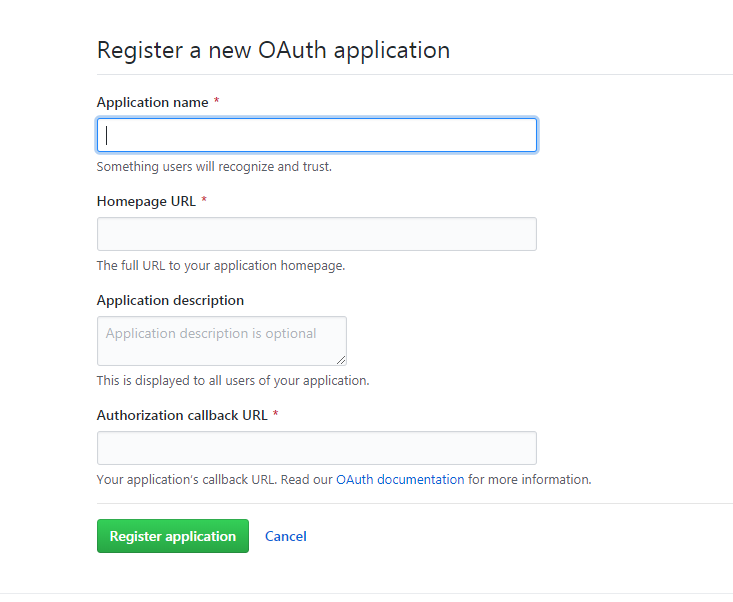 Register a new OAuth application
Application name *
Something users will recognize and trust.
Homepage URL *
The full URL to your application homepage.
Application description
Application description is optional
This is displayed to all users of your application.
Authorization callback URL *
Your application's callback URL. Read our OAuth documentation for more information.
Register application Cancel